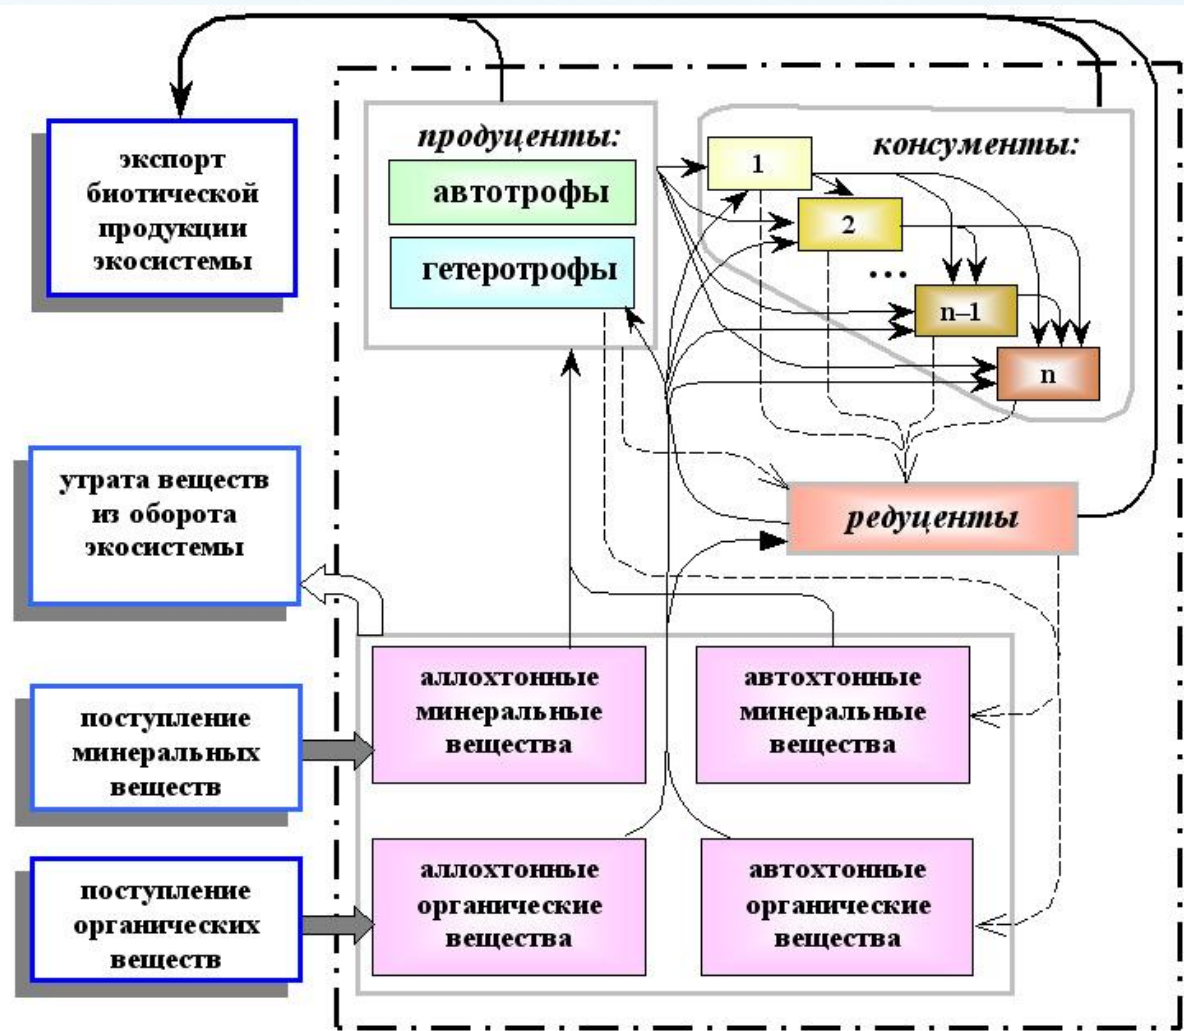 экспорт
биотической
продукции
экосистемы
продуценты:
автотрофы
гетеротрофы
консументы:
1
2
...
n–1
n
утрата веществ
из оборота
экосистемы
редуценты
поступление
минеральных
веществ
аллохтонные
минеральные
вещества
автохтонные
минеральные
вещества
поступление
органических
веществ
аллохтонные
органические
вещества
автохтонные
органические
вещества